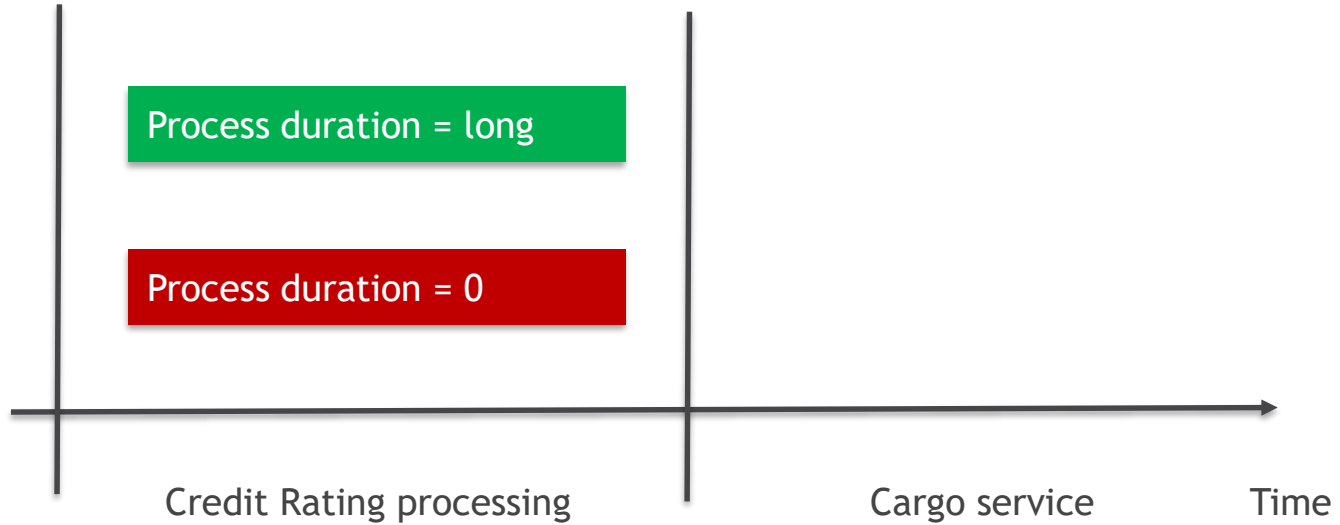 Process duration = long
Process duration = 0
Credit Rating processing
Cargo service
Time